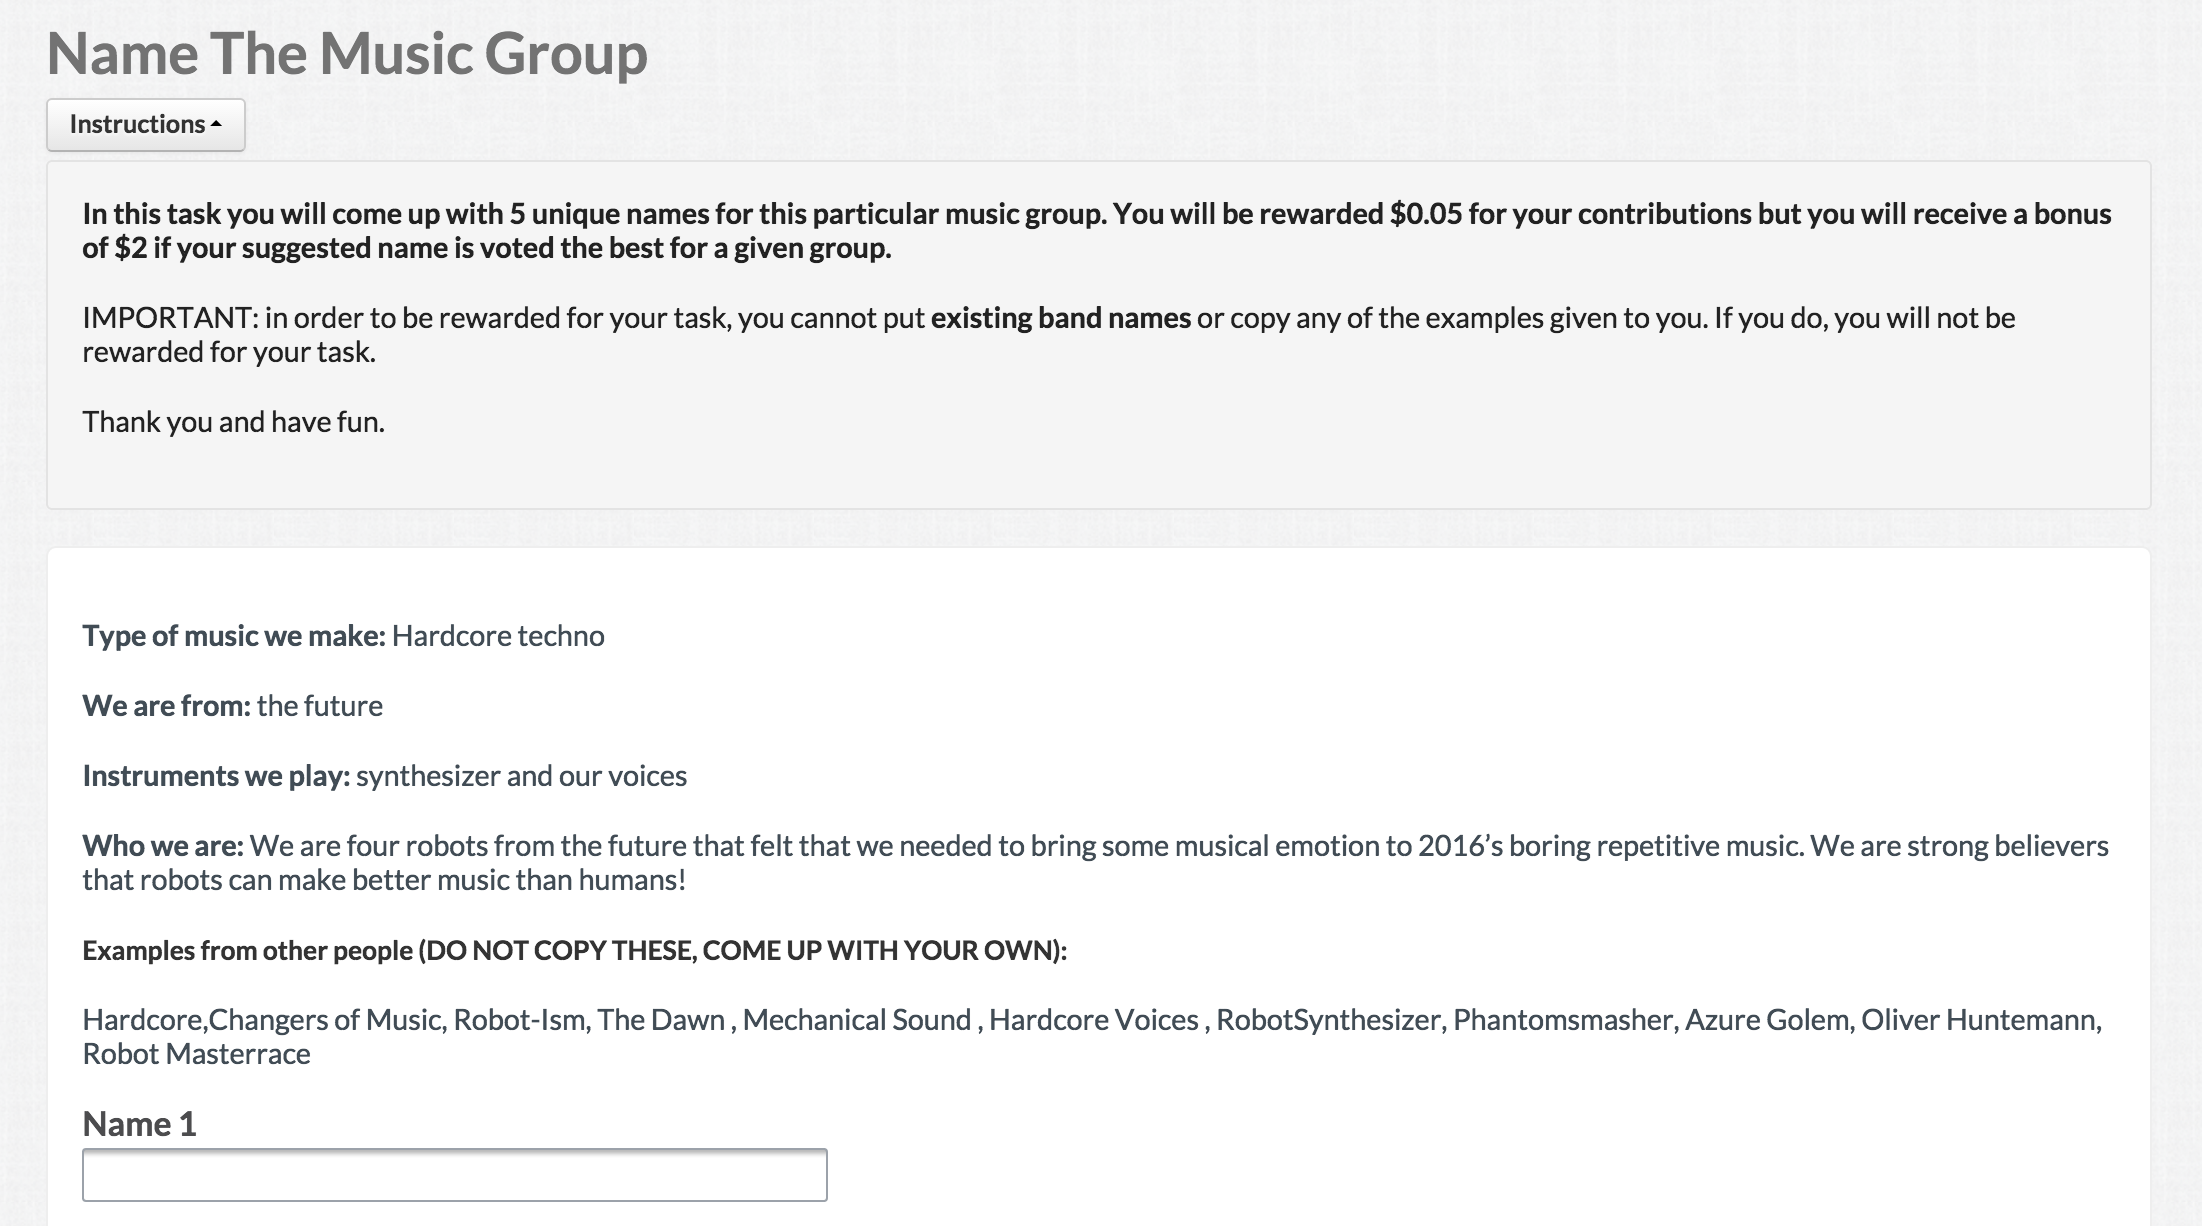 Name The Music Group
Instructions
In this task you will come up with 5 unique names for this particular music group. You will be rewarded $0.05 for your contributions but you will receive a bonus
of $2 if your suggested name is voted the best for a given group.
IMPORTANT: in order to be rewarded for your task, you cannot put existing band names or copy any of the examples given to you. If you do, you will not be
rewarded for your task.
Thank you and have fun.
Type of music we make: Hardcore techno
We are from: the future
Instruments we play: synthesizer and our voices
Who we are: We are four robots from the future that felt that we needed to bring some musical emotion to 2016’s boring repetitive music. We are strong believers
that robots can make better music than humans!
Examples from other people (DO NOT COPY THESE, COME UP WITH YOUR OWN):
Hardcore,Changers of Music, Robot-Ism, The Dawn , Mechanical Sound , Hardcore Voices , RobotSynthesizer, Phantomsmasher, Azure Golem, Oliver Huntemann,
Robot Masterrace
Name 1